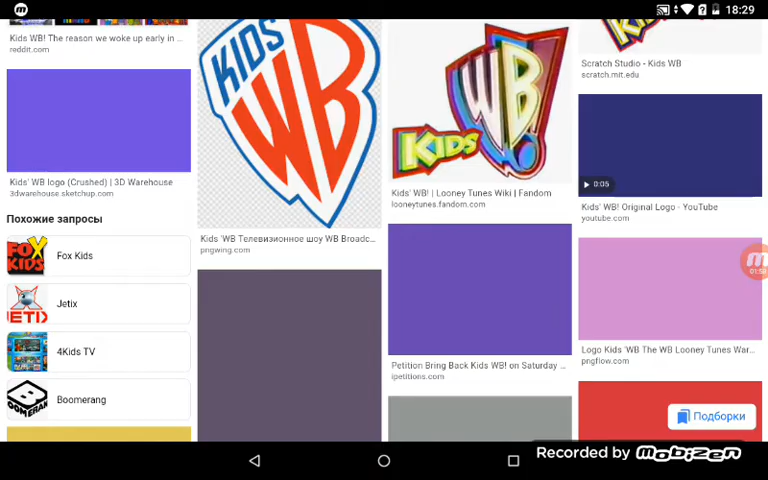 18:29
Kids WB! The reason we woke up early in ...
reddit.com
Kids' WB logo (Crushed) | 3D Warehouse
3dwarehouse.sketchup.com
Похожие запросы
FOX KIDS
Fox Kids
JETIX
Jetix
4Kids TV
BOOMERANG
Boomerang
KIDS WB
Kids 'WB Телевизионное шоу WB Broadc...
pngwing.com
KIDS WB
Kids' WB! | Looney Tunes Wiki | Fandom
looneytunes.fandom.com
Petition Bring Back Kids WB! on Saturday ...
ipetitions.com
Scratch Studio - Kids WB
scratch.mit.edu
0:05
Kids' WB! Original Logo - YouTube
youtube.com
01:53
Logo Kids 'WB The WB Looney Tunes War...
pngflow.com
Подборки
Recorded by Mobizen